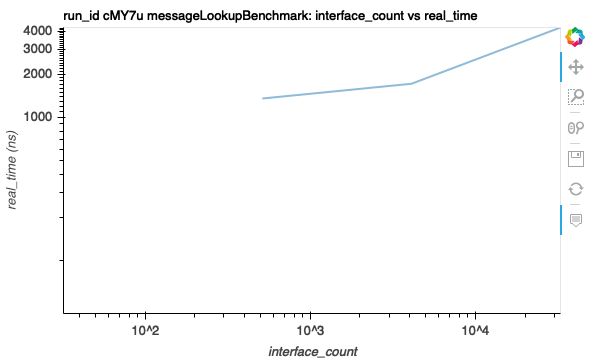 run_id cMY7u messageLookupBenchmark: interface_count vs real_time
4000
3000
2000
1000
real_time (ns)
10^2 10^3 10^4
interface_count